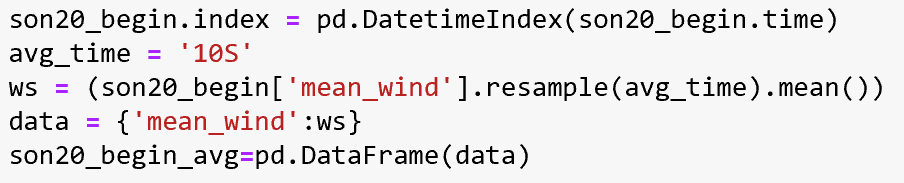 son20_begin.index = pd.DatetimeIndex(son20_begin.time)
avg_time = '10S'
ws = (son20_begin['mean_wind'].resample(avg_time).mean())
data = {'mean_wind':ws}
son20_begin_avg=pd.DataFrame(data)